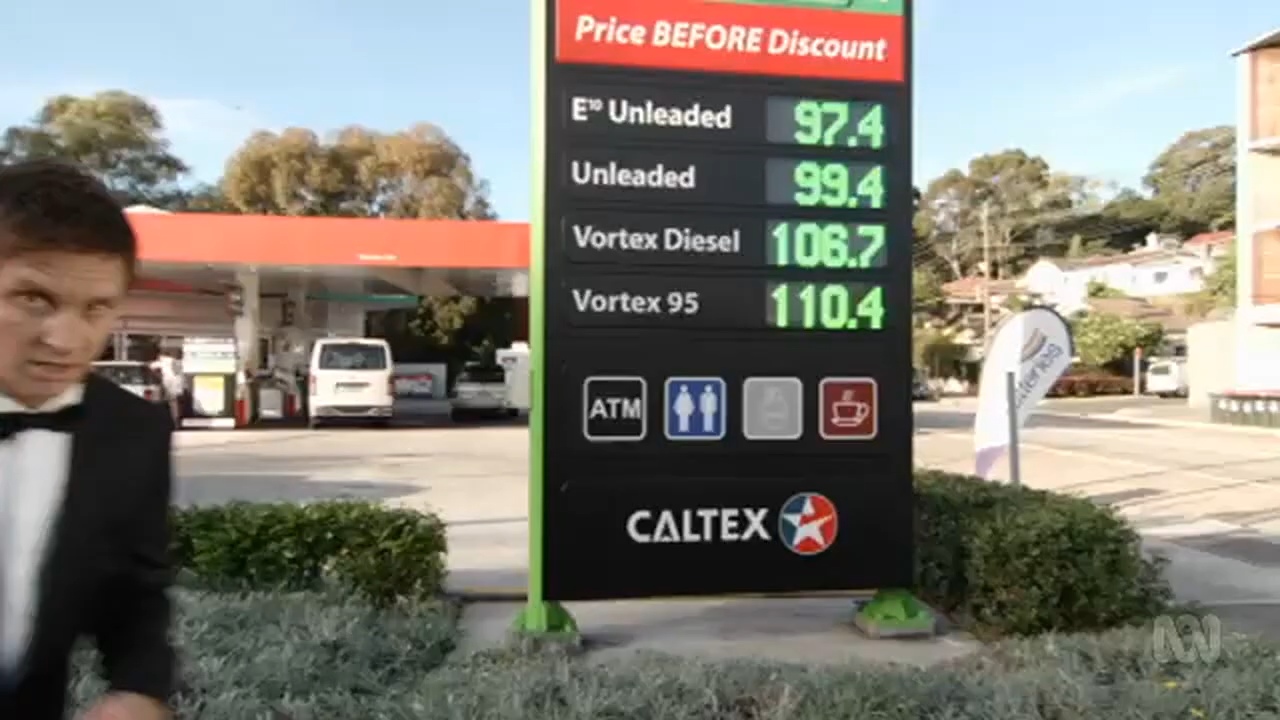 Price BEFORE Discount
E10 Unleaded 97.4
Unleaded 99.4
Vortex Diesel 106.7
Vortex 95 110.4
ATM
CALTEX